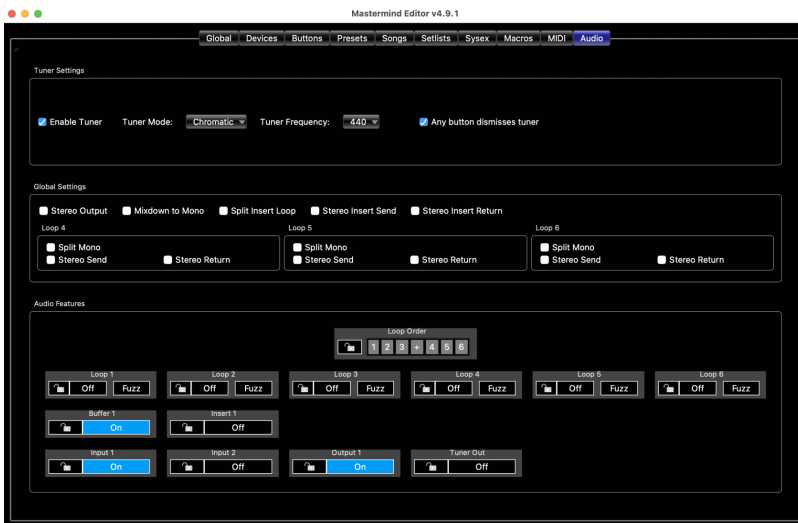 Mastermind Editor v4.9.1
Global Devices Buttons Presets Songs Setlists Sysex Macros MIDI Audio
Tuner Settings
Enable Tuner Tuner Mode: Chromatic Tuner Frequency: 440 Any button dismisses tuner
Global Settings
Stereo Output Mixdown to Mono Split Insert Loop Stereo Insert Send Stereo Insert Return
Loop 4 Loop 5 Loop 6
Split Mono Split Mono Split Mono
Stereo Send Stereo Return Stereo Send Stereo Return Stereo Send Stereo Return
Audio Features
Loop Order
1 2 3 + 4 5 6
Loop 1 Loop 2 Loop 3 Loop 4 Loop 5 Loop 6
Off Fuzz Off Fuzz Off Fuzz Off Fuzz Off Fuzz Off Fuzz
Buffer 1 Insert 1
On Off
Input 1 Input 2 Output 1 Tuner Out
On Off On Off